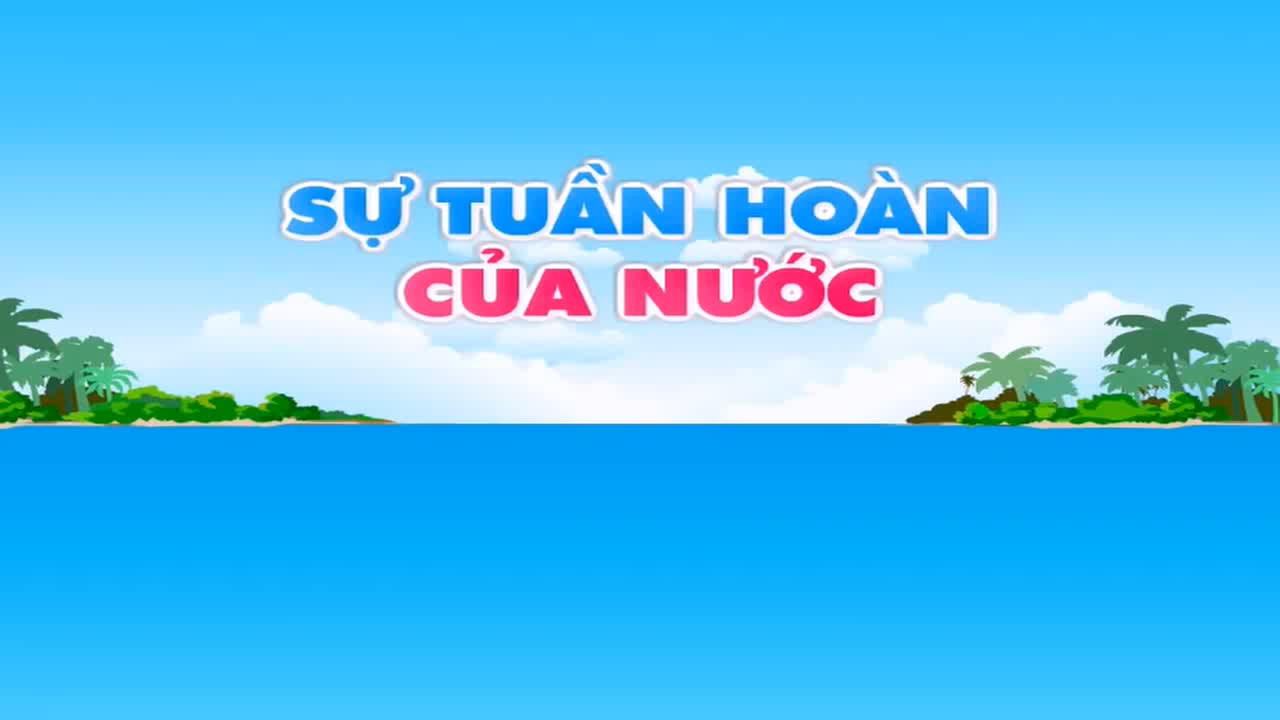 SỰ TUẦN HOÀN
CỦA NƯỚC